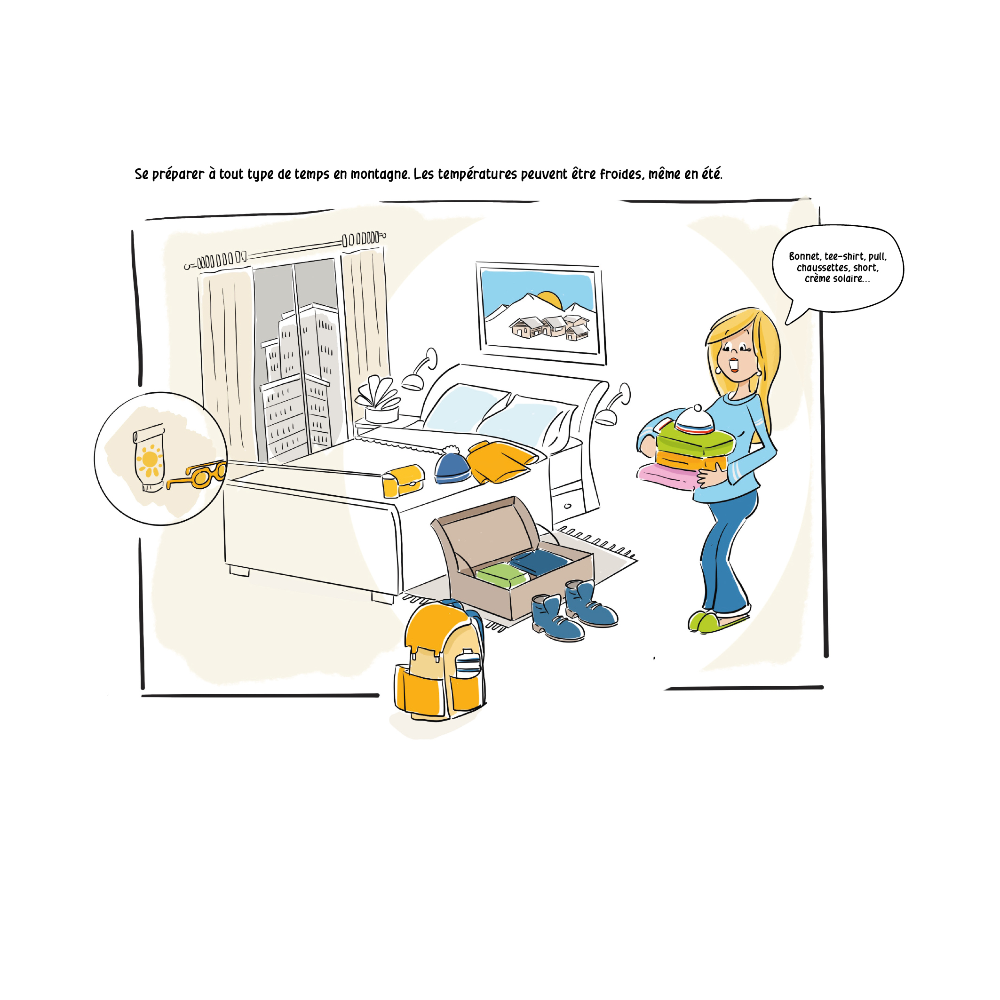 Se préparer à tout type de temps en montagne. Les températures peuvent être froides, même en été.
Bonnet, tee-shirt, pull,
chaussettes, short,
crème solaire...